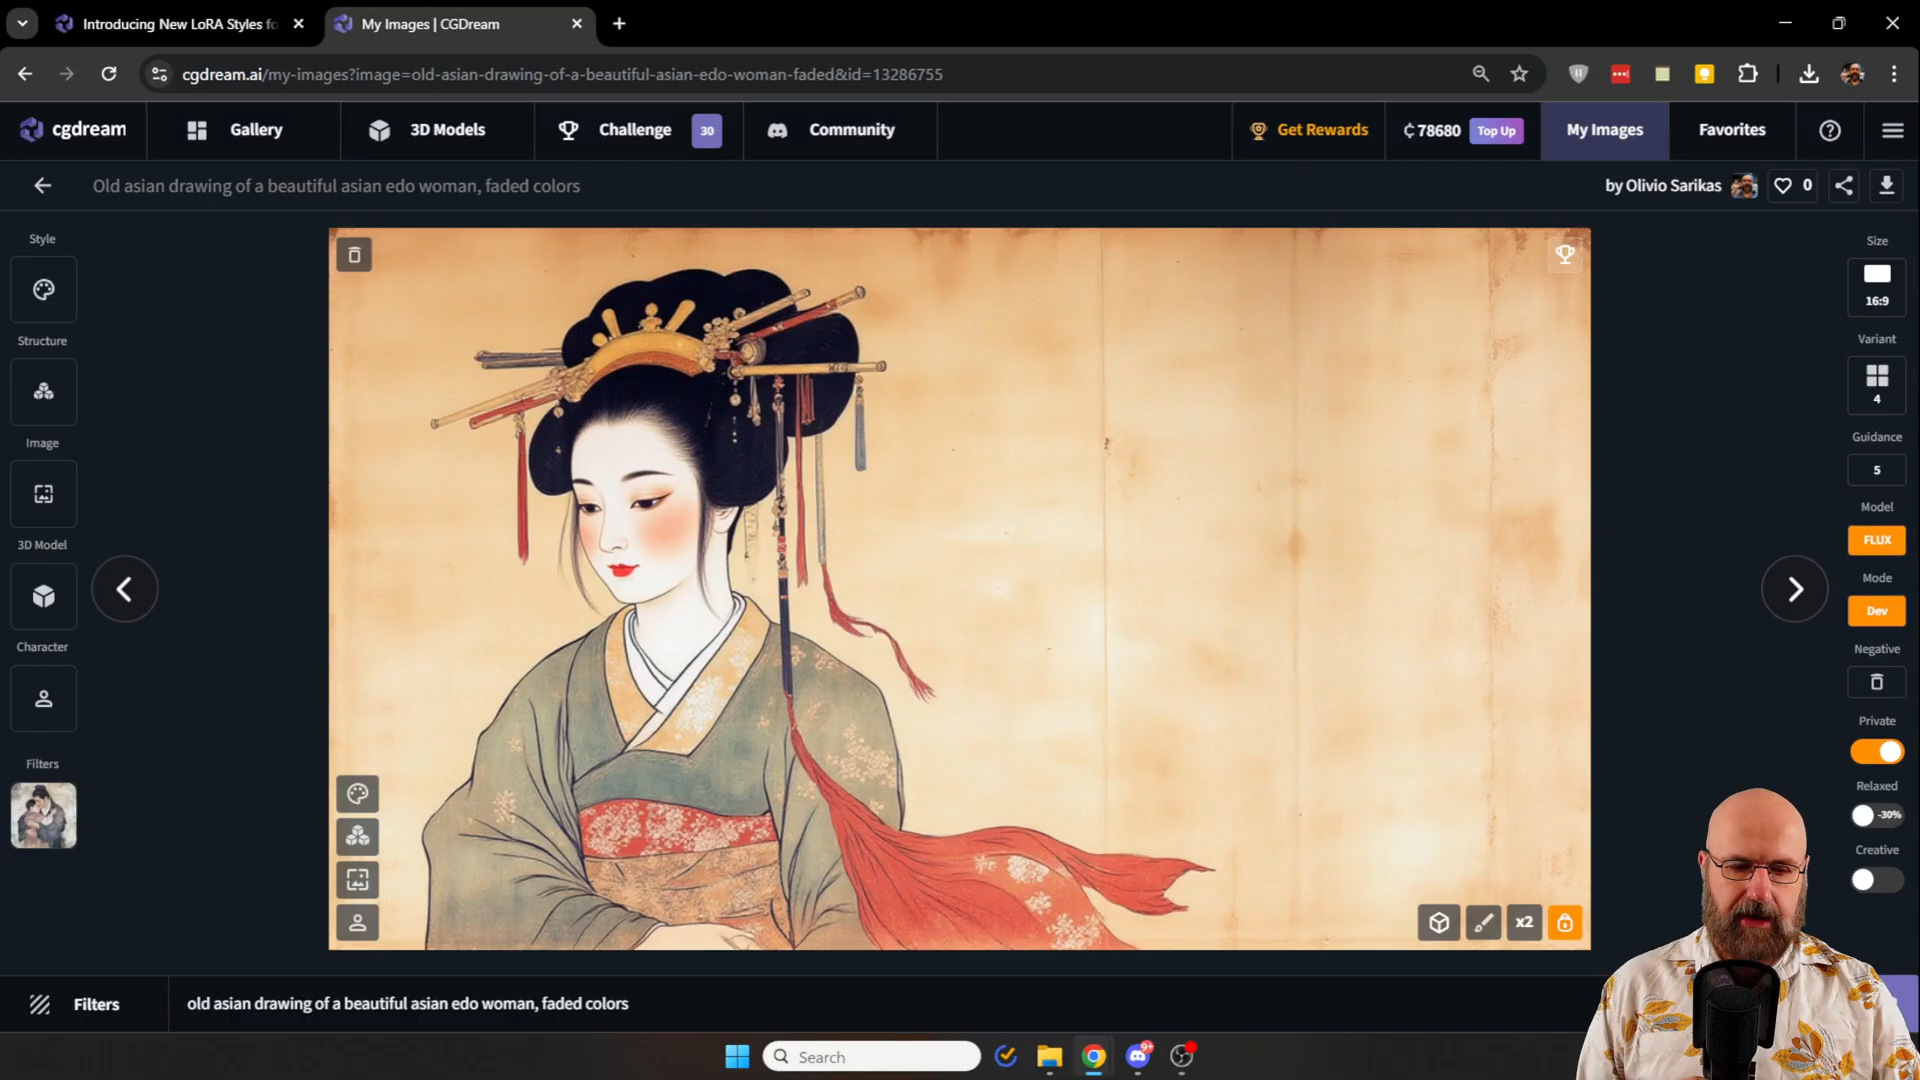 Introducing New LoRA Styles fo
My Images | CGDream
cgdream.ai/my-images?image=old-asian-drawing-of-a-beautiful-asian-edo-woman-faded&id=13286755
cgdream
Gallery
3D Models
Challenge
30
Community
Get Rewards
₵78680
Top Up
My Images
Favorites
Old asian drawing of a beautiful asian edo woman, faded colors
by Olivio Sarikas
0
Style
Structure
Image
3D Model
Character
Filters
Size
16:9
Variant
4
Guidance
5
Model
FLUX
Mode
Dev
Negative
Private
Relaxed
-30%
Creative
x2
Filters
old asian drawing of a beautiful asian edo woman, faded colors
Search
9+